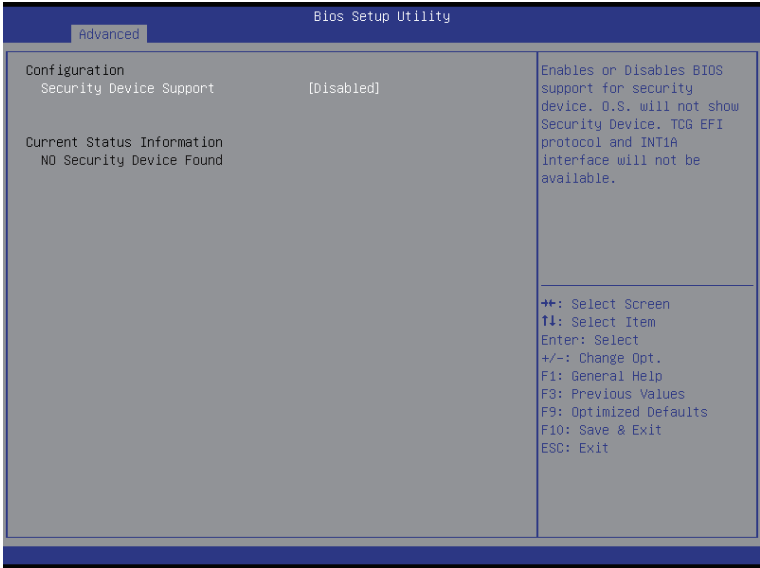 Bios Setup Utility
Advanced
Configuration
Security Device Support [Disabled]
Current Status Information
NO Security Device Found
Enables or Disables BIOS
support for security
device. O.S. will not show
Security Device. TCG EFI
protocol and INT1A
interface will not be
available.
→←: Select Screen
↑↓: Select Item
Enter: Select
+/-: Change Opt.
F1: General Help
F3: Previous Values
F9: Optimized Defaults
F10: Save & Exit
ESC: Exit